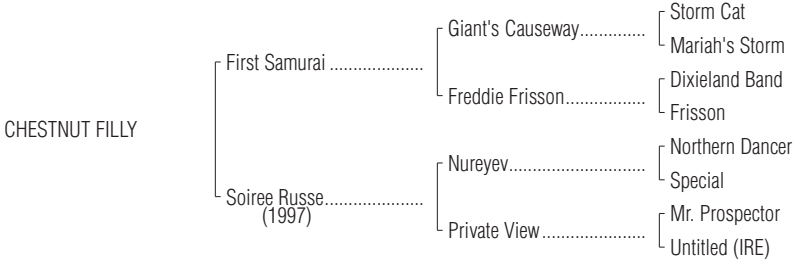 Storm Cat
Giant's Causeway..............
Mariah's Storm
First Samurai ....................
Dixieland Band
Freddie Frisson.................
Frisson
CHESTNUT FILLY
Northern Dancer
Nureyev.............................
Special
Soiree Russe.....................
(1997)
Mr. Prospector
Private View......................
Untitled (IRE)